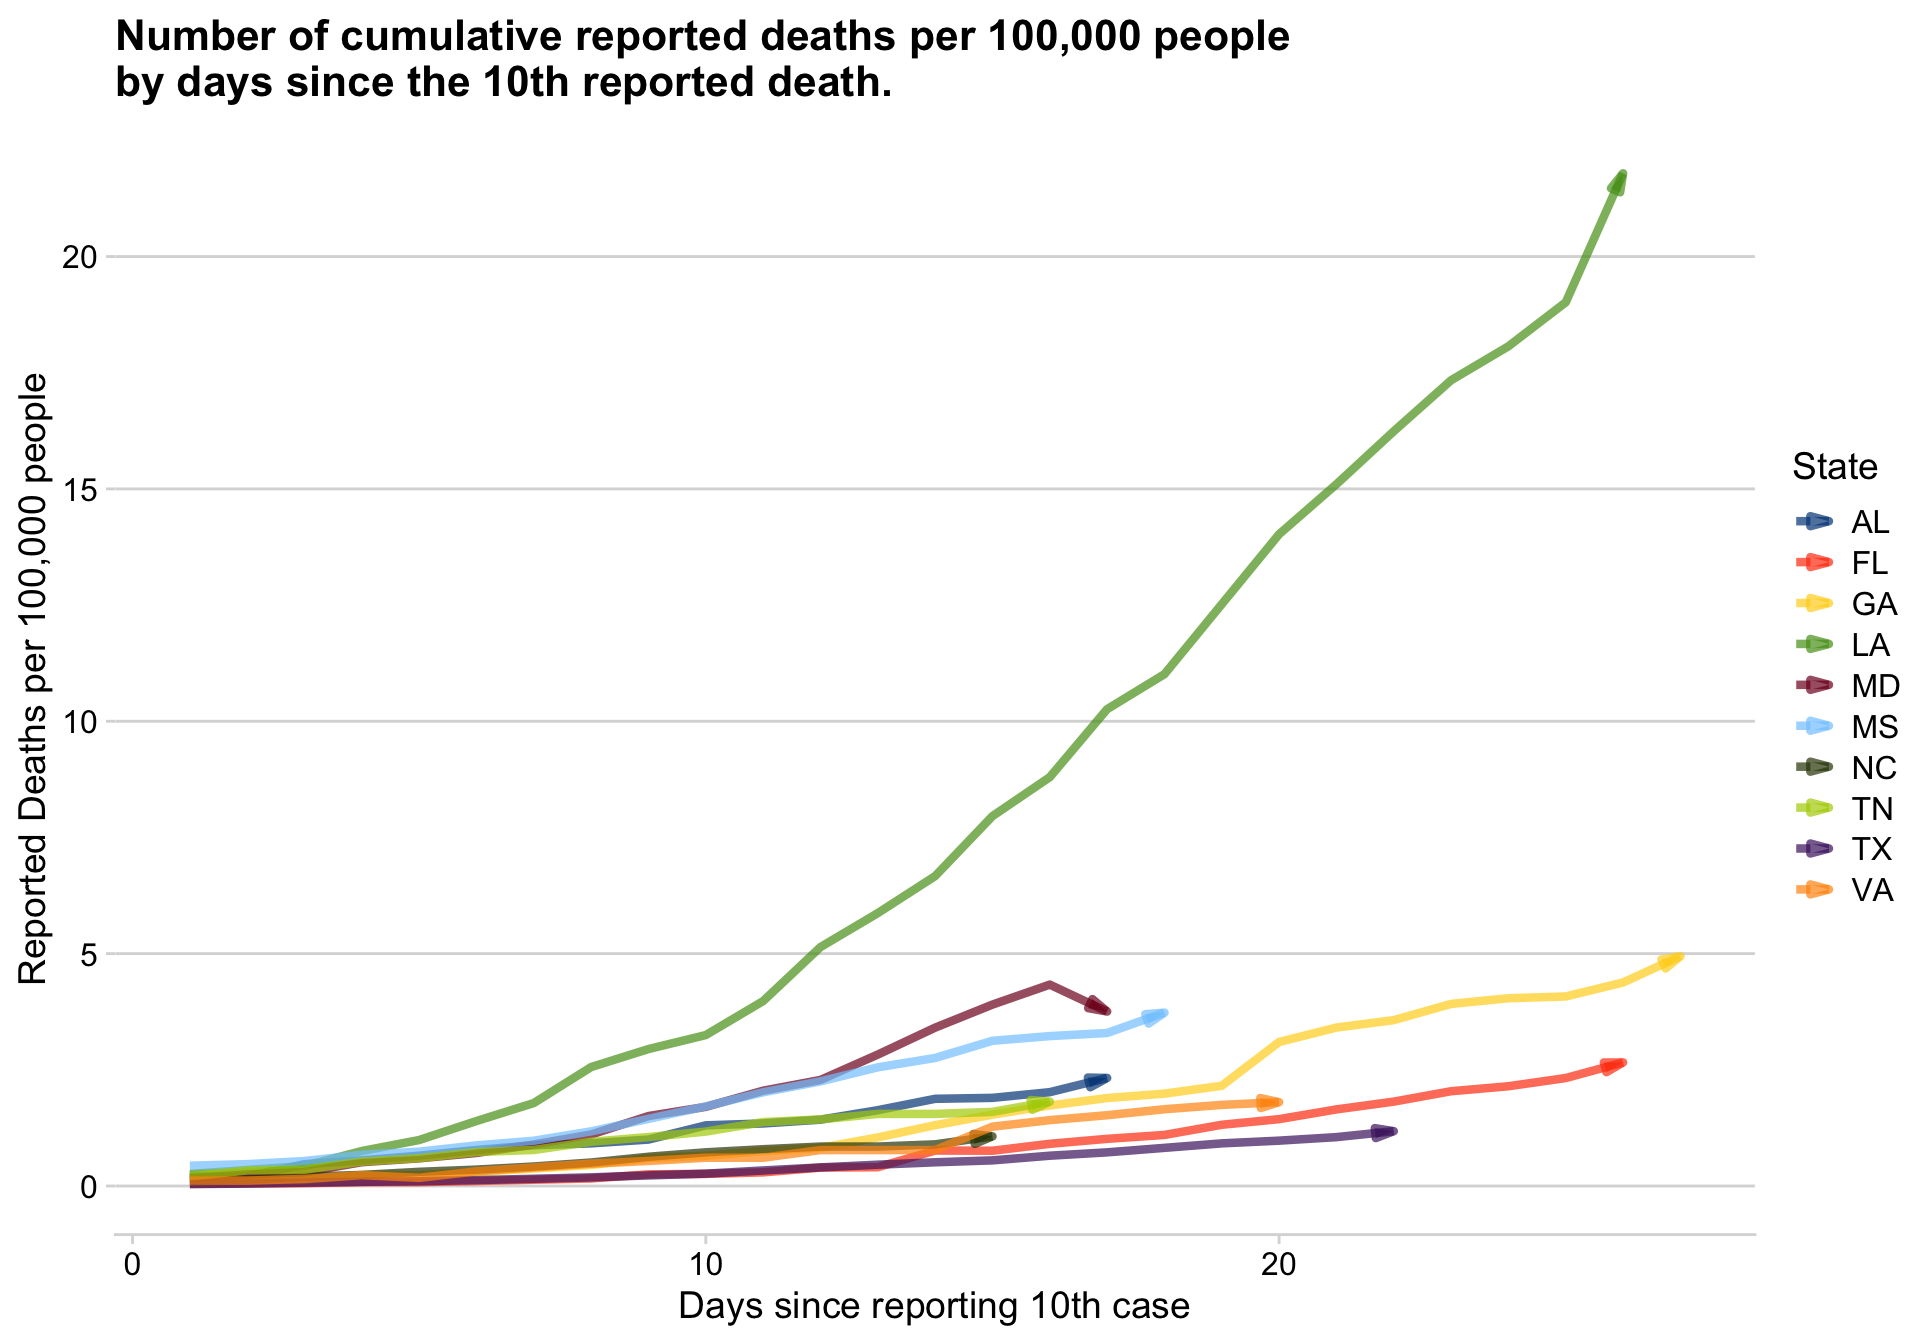 Number of cumulative reported deaths per 100,000 people
by days since the 10th reported death.
Reported Deaths per 100,000 people
20
15
10
5
0
0
10
20
Days since reporting 10th case
State
AL
FL
GA
LA
MD
MS
NC
TN
TX
VA